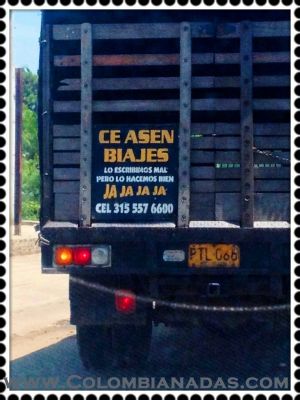 CE ASEN
BIAJES
LO ESCRIBIMOS MAL
PERO LO HACEMOS BIEN
JA JA JA JA
CEL 315 557 6600
PTL 066
www.Colombianadas.com